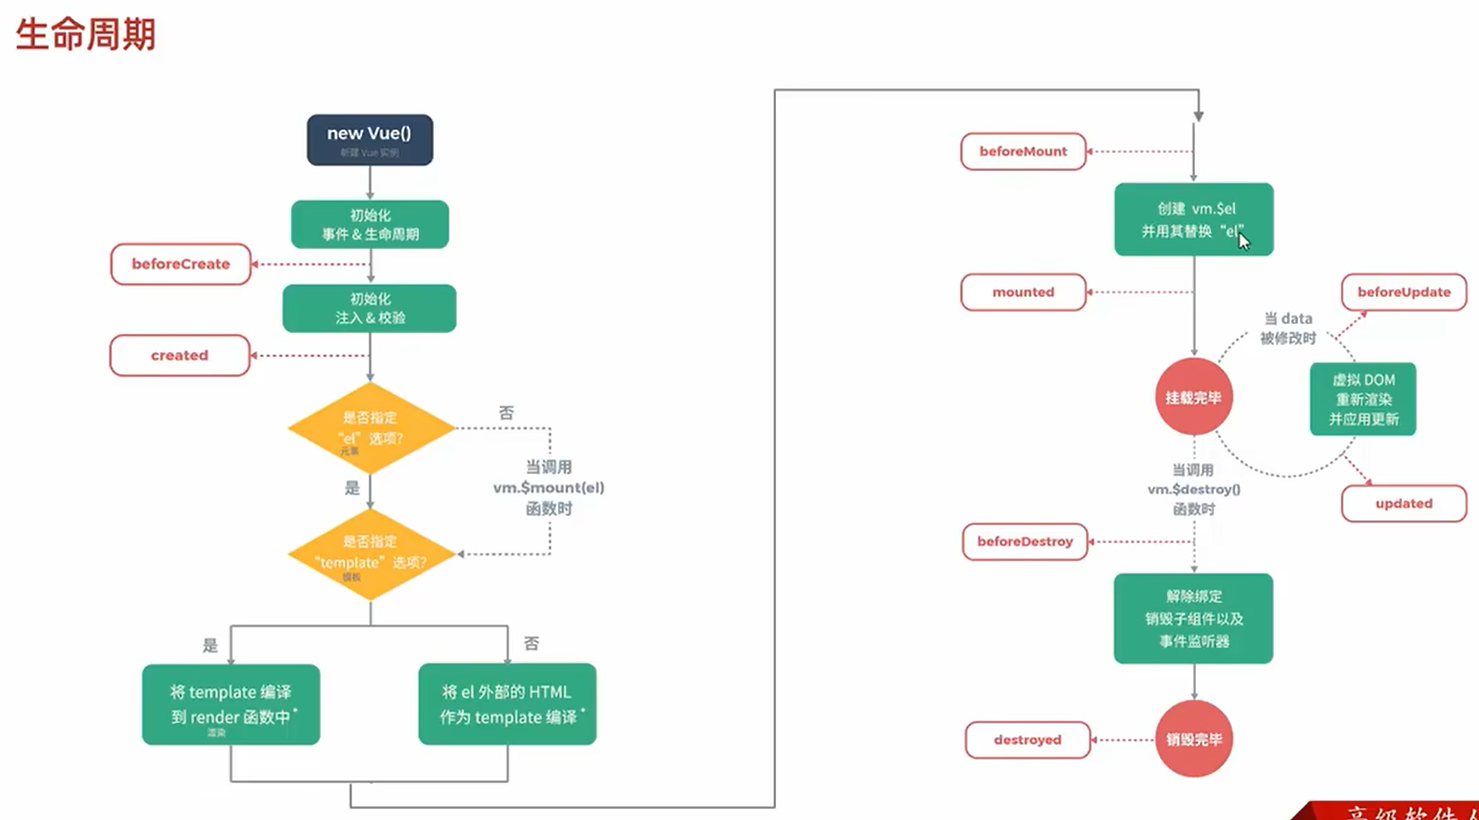 生命周期
new Vue()
新建 Vue 实例
初始化
事件 & 生命周期
beforeCreate
初始化
注入 & 校验
created
是否指定
“el”选项?
元素
否
当调用
vm.$mount(el)
函数时
是
是否指定
“template”选项?
模板
是
否
将 template 编译
到 render 函数中*
渲染
将 el 外部的 HTML
作为 template 编译*
beforeMount
创建 vm.$el
并用其替换“el”
mounted
beforeUpdate
当 data
被修改时
挂载完毕
虚拟 DOM
重新渲染
并应用更新
当调用
vm.$destroy()
函数时
updated
beforeDestroy
解除绑定
销毁子组件以及
事件监听器
destroyed
销毁完毕
高级软件